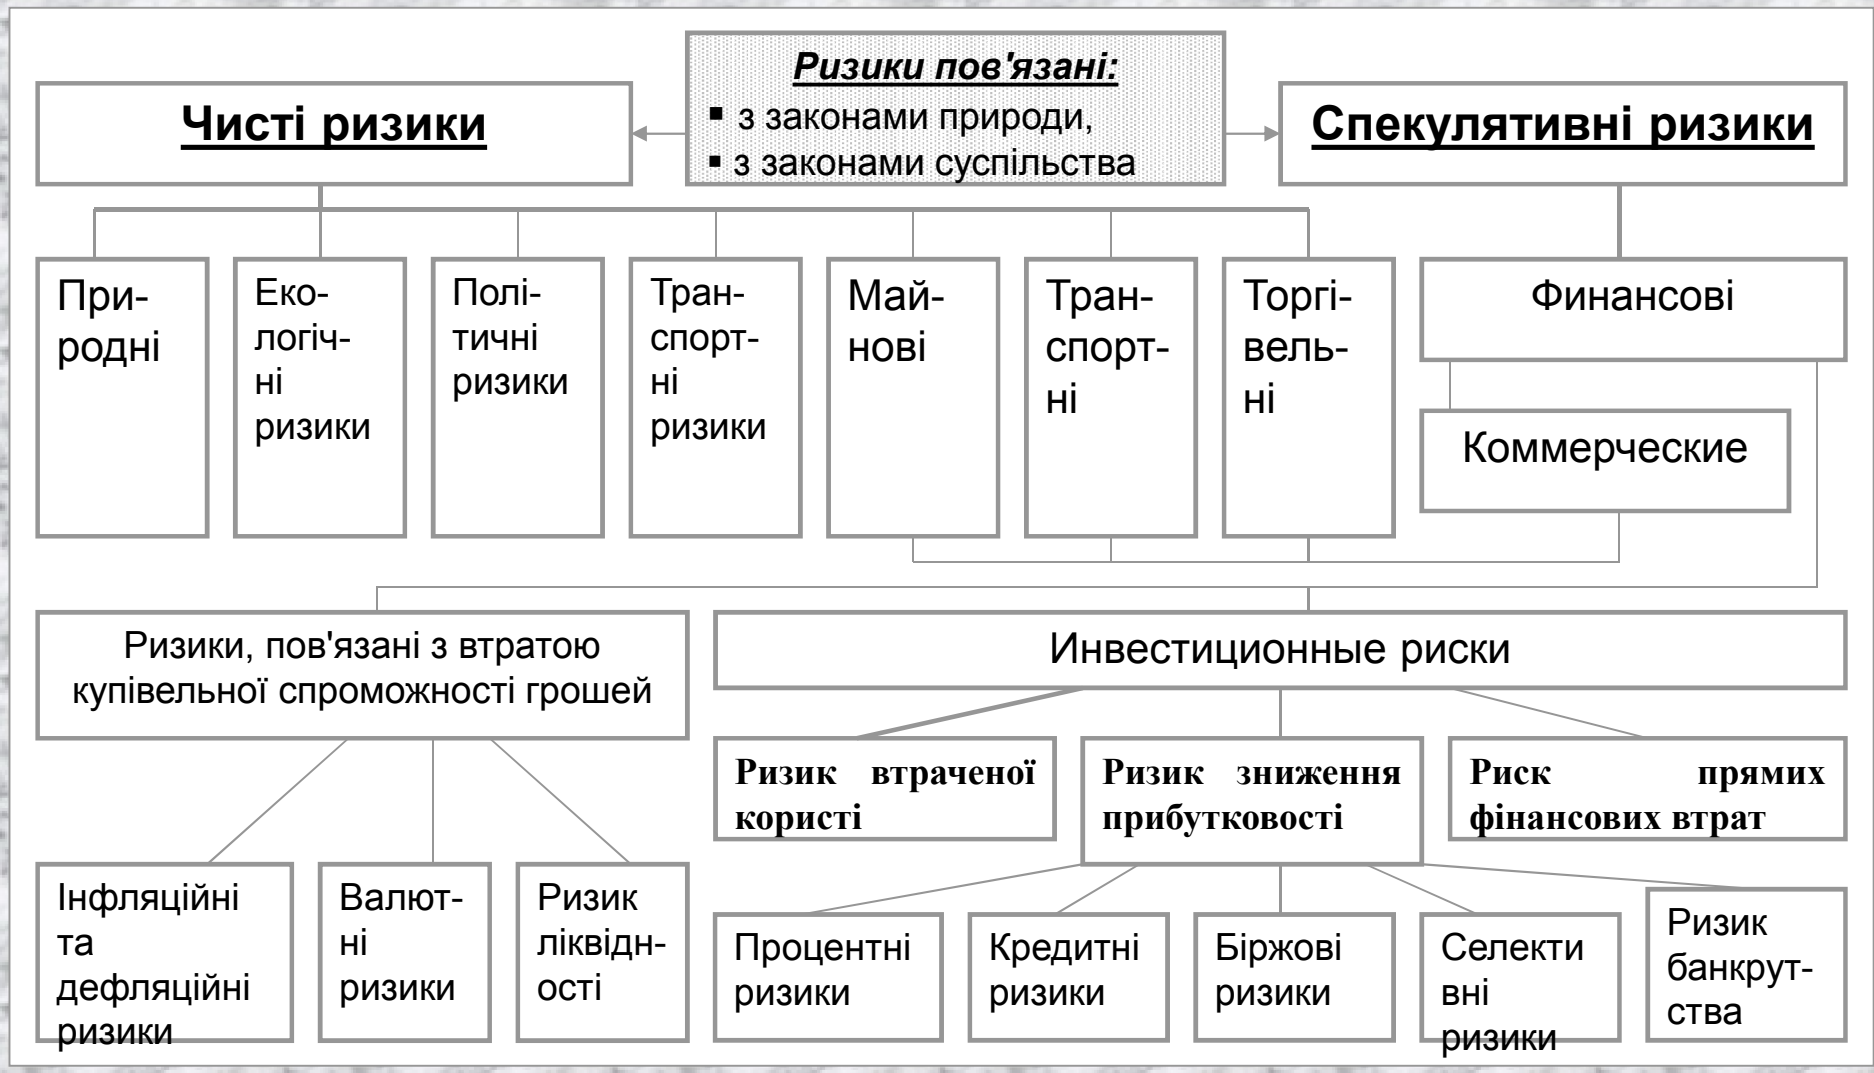 Ризики пов'язані:
▪ з законами природи,
▪ з законами суспільства
Чисті ризики
Спекулятивні ризики
При-
родні
Еко-
логіч-
ні
ризики
Полі-
тичні
ризики
Тран-
спорт-
ні
ризики
Май-
нові
Тран-
спорт-
ні
Торгі-
вель-
ні
Финансові
Коммерческие
Ризики, пов'язані з втратою
купівельної спроможності грошей
Инвестиционные риски
Ризик втраченої
користі
Ризик зниження
прибутковості
Риск прямих
фінансових втрат
Інфляційні
та
дефляційні
ризики
Валют-
ні
ризики
Ризик
ліквідн-
ості
Процентні
ризики
Кредитні
ризики
Біржові
ризики
Селекти
вні
ризики
Ризик
банкрут-
ства